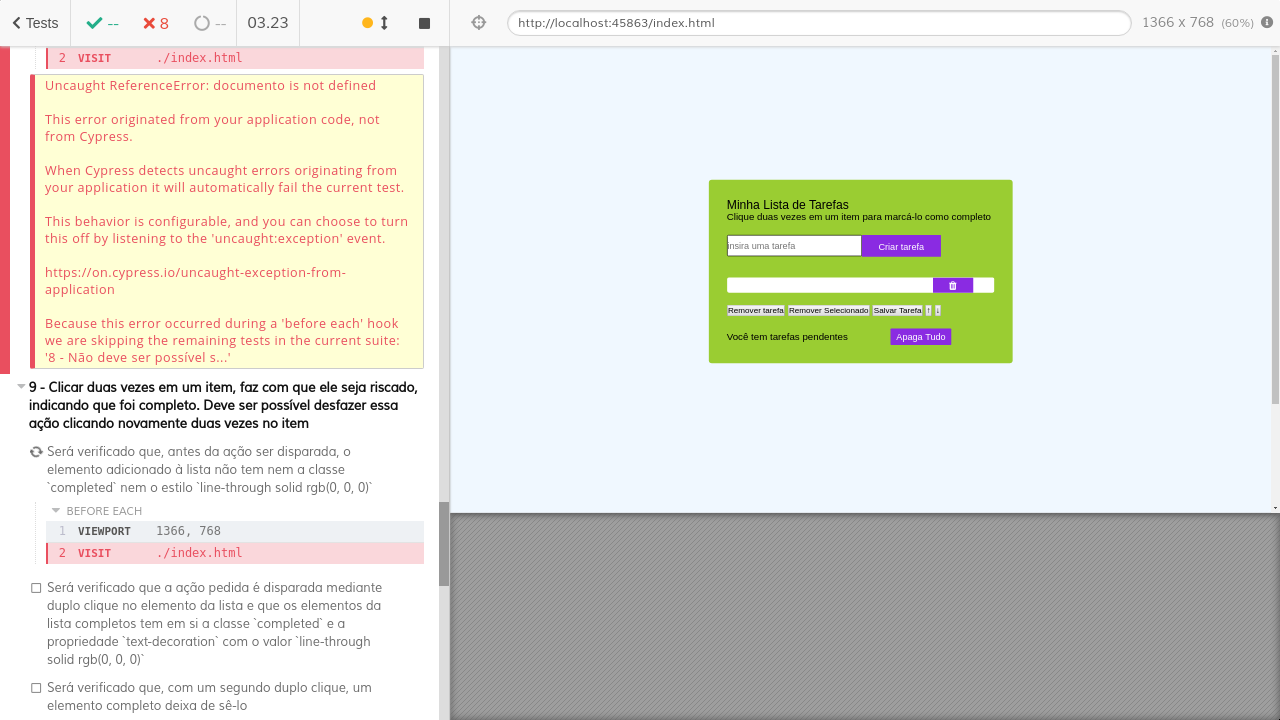 Tests
--
8
--
03.23
http://localhost:45863/index.html
1366 x 768 (60%)
2 VISIT ./index.html
Uncaught ReferenceError: documento is not defined
This error originated from your application code, not
from Cypress.
When Cypress detects uncaught errors originating from
your application it will automatically fail the current test.
This behavior is configurable, and you can choose to turn
this off by listening to the 'uncaught:exception' event.
https://on.cypress.io/uncaught-exception-from-
application
Because this error occurred during a 'before each' hook
we are skipping the remaining tests in the current suite:
'8 - Não deve ser possível s...'
9 - Clicar duas vezes em um item, faz com que ele seja riscado,
indicando que foi completo. Deve ser possível desfazer essa
ação clicando novamente duas vezes no item
Será verificado que, antes da ação ser disparada, o
elemento adicionado à lista não tem nem a classe
`completed` nem o estilo `line-through solid rgb(0, 0, 0)`
BEFORE EACH
1 VIEWPORT 1366, 768
2 VISIT ./index.html
Será verificado que a ação pedida é disparada mediante
duplo clique no elemento da lista e que os elementos da
lista completos tem em si a classe `completed` e a
propriedade `text-decoration` com o valor `line-through
solid rgb(0, 0, 0)`
Será verificado que, com um segundo duplo clique, um
elemento completo deixa de sê-lo
Minha Lista de Tarefas
Clique duas vezes em um item para marcá-lo como completo
insira uma tarefa Criar tarefa
Remover tarefa Remover Selecionado Salvar Tarefa ↑ ↓
Você tem tarefas pendentes Apaga Tudo